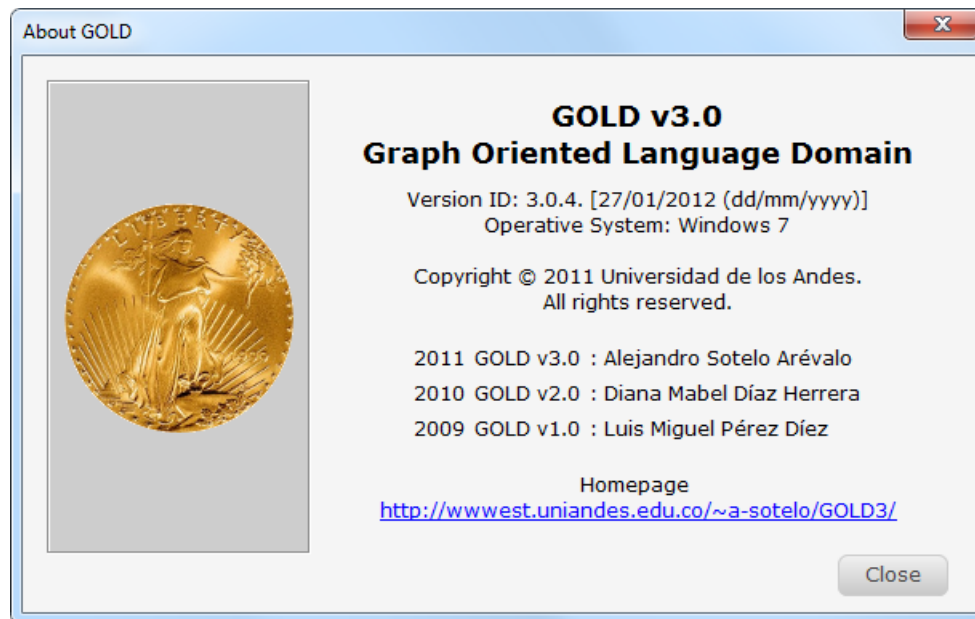 About GOLD
LIBERTY
GOLD v3.0
Graph Oriented Language Domain
Version ID: 3.0.4. [27/01/2012 (dd/mm/yyyy)]
Operative System: Windows 7
Copyright © 2011 Universidad de los Andes.
All rights reserved.
2011 GOLD v3.0 : Alejandro Sotelo Arévalo
2010 GOLD v2.0 : Diana Mabel Díaz Herrera
2009 GOLD v1.0 : Luis Miguel Pérez Díez
Homepage
http://wwwest.uniandes.edu.co/~a-sotelo/GOLD3/
Close